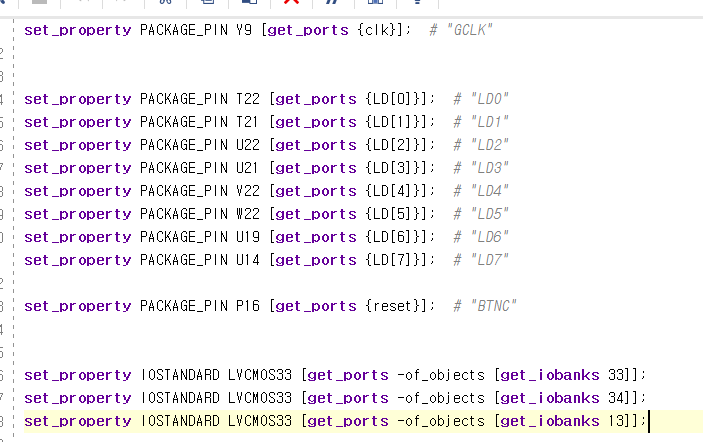 set_property PACKAGE_PIN Y9 [get_ports {clk}]; # "GCLK"
set_property PACKAGE_PIN T22 [get_ports {LD[0]}]; # "LD0"
set_property PACKAGE_PIN T21 [get_ports {LD[1]}]; # "LD1"
set_property PACKAGE_PIN U22 [get_ports {LD[2]}]; # "LD2"
set_property PACKAGE_PIN U21 [get_ports {LD[3]}]; # "LD3"
set_property PACKAGE_PIN V22 [get_ports {LD[4]}]; # "LD4"
set_property PACKAGE_PIN W22 [get_ports {LD[5]}]; # "LD5"
set_property PACKAGE_PIN U19 [get_ports {LD[6]}]; # "LD6"
set_property PACKAGE_PIN U14 [get_ports {LD[7]}]; # "LD7"
set_property PACKAGE_PIN P16 [get_ports {reset}]; # "BTNC"
set_property IOSTANDARD LVCMOS33 [get_ports -of_objects [get_iobanks 33]];
set_property IOSTANDARD LVCMOS33 [get_ports -of_objects [get_iobanks 34]];
set_property IOSTANDARD LVCMOS33 [get_ports -of_objects [get_iobanks 13]];